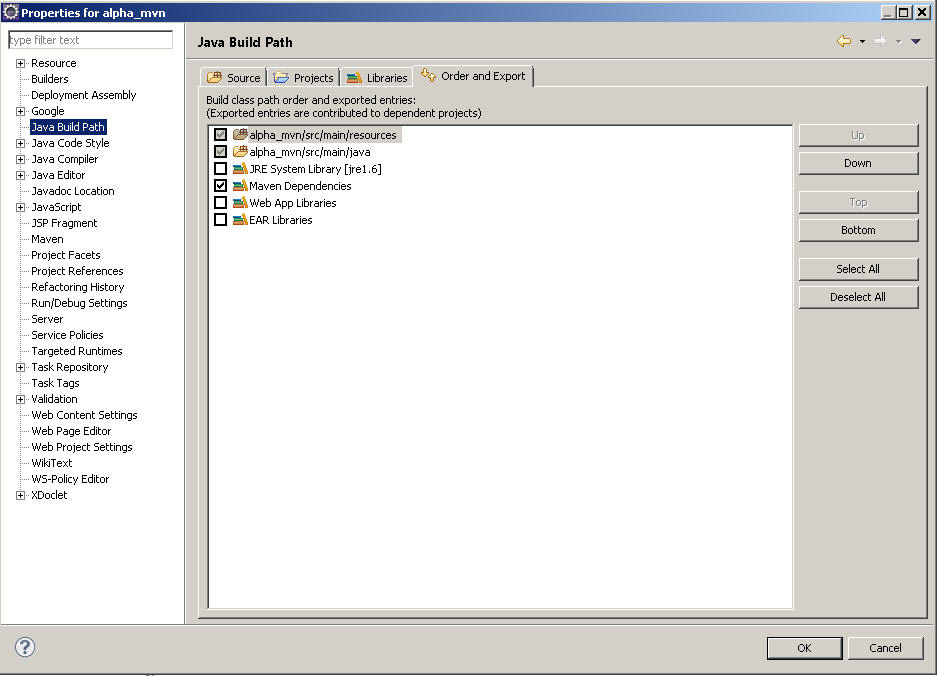 Properties for alpha_mvn
type filter text
Resource
Builders
Deployment Assembly
Google
Java Build Path
Java Code Style
Java Compiler
Java Editor
Javadoc Location
JavaScript
JSP Fragment
Maven
Project Facets
Project References
Refactoring History
Run/Debug Settings
Server
Service Policies
Targeted Runtimes
Task Repository
Task Tags
Validation
Web Content Settings
Web Page Editor
Web Project Settings
WikiText
WS-Policy Editor
XDoclet
Java Build Path
Source Projects Libraries Order and Export
Build class path order and exported entries:
(Exported entries are contributed to dependent projects)
alpha_mvn/src/main/resources
alpha_mvn/src/main/java
JRE System Library [jre1.6]
Maven Dependencies
Web App Libraries
EAR Libraries
Up
Down
Top
Bottom
Select All
Deselect All
OK Cancel